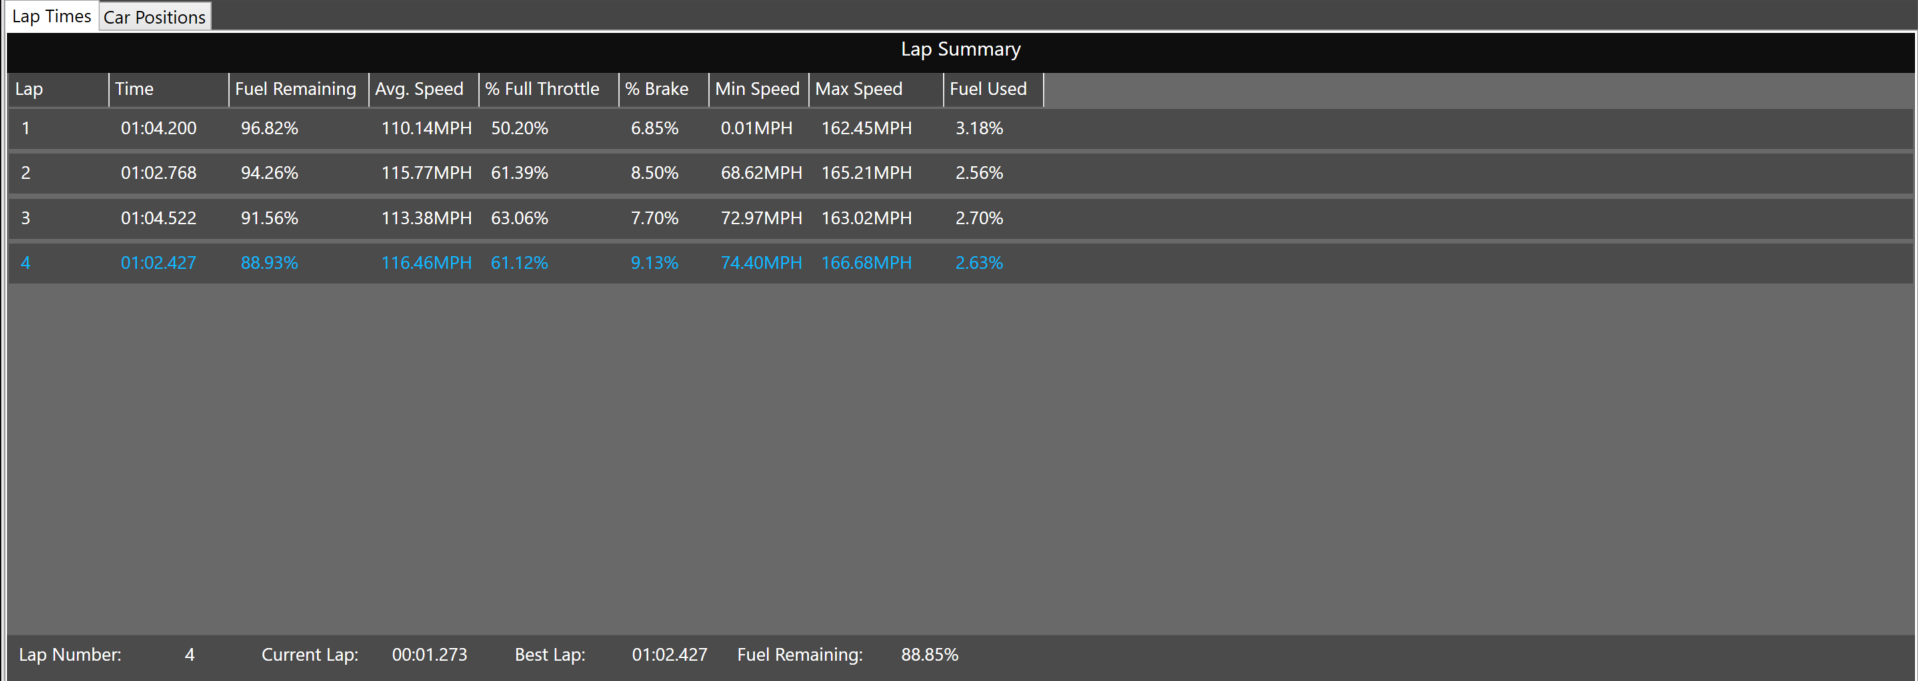 Lap Times Car Positions
Lap Summary
Lap Time Fuel Remaining Avg. Speed % Full Throttle % Brake Min Speed Max Speed Fuel Used
1 01:04.200 96.82% 110.14MPH 50.20% 6.85% 0.01MPH 162.45MPH 3.18%
2 01:02.768 94.26% 115.77MPH 61.39% 8.50% 68.62MPH 165.21MPH 2.56%
3 01:04.522 91.56% 113.38MPH 63.06% 7.70% 72.97MPH 163.02MPH 2.70%
4 01:02.427 88.93% 116.46MPH 61.12% 9.13% 74.40MPH 166.68MPH 2.63%
Lap Number: 4 Current Lap: 00:01.273 Best Lap: 01:02.427 Fuel Remaining: 88.85%